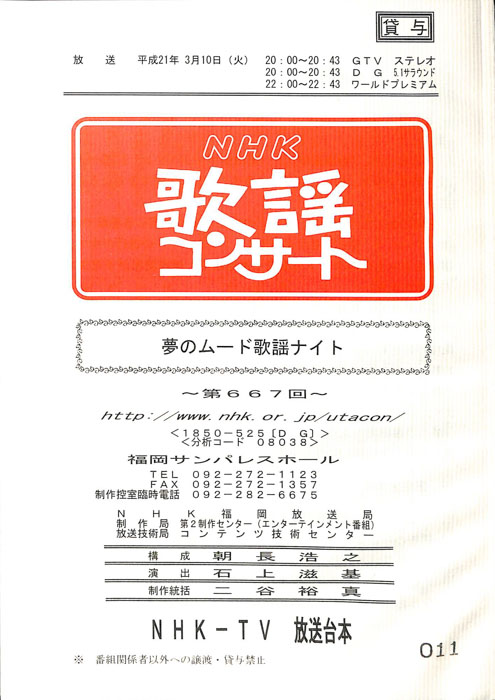 貸与
放送 平成21年 3月10日(火) 20:00〜20:43 GTV ステレオ
20:00〜20:43 DG 5.1サラウンド
22:00〜22:43 ワールドプレミアム
NHK
歌謡
コンサート
夢のムード歌謡ナイト
〜第667回〜
http://www.nhk.or.jp/utacon/
<1850-525〔DG〕>
<分析コード 08038>
福岡サンパレスホール
TEL 092-272-1123
FAX 092-272-1357
制作控室臨時電話 092-282-6675
NHK福岡放送局
制作局 第2制作センター(エンターテインメント番組)
放送技術局 コンテンツ技術センター
構成 朝長浩之
演出 石上滋基
制作統括 二谷裕真
NHK-TV 放送台本
※ 番組関係者以外への譲渡・貸与禁止
011